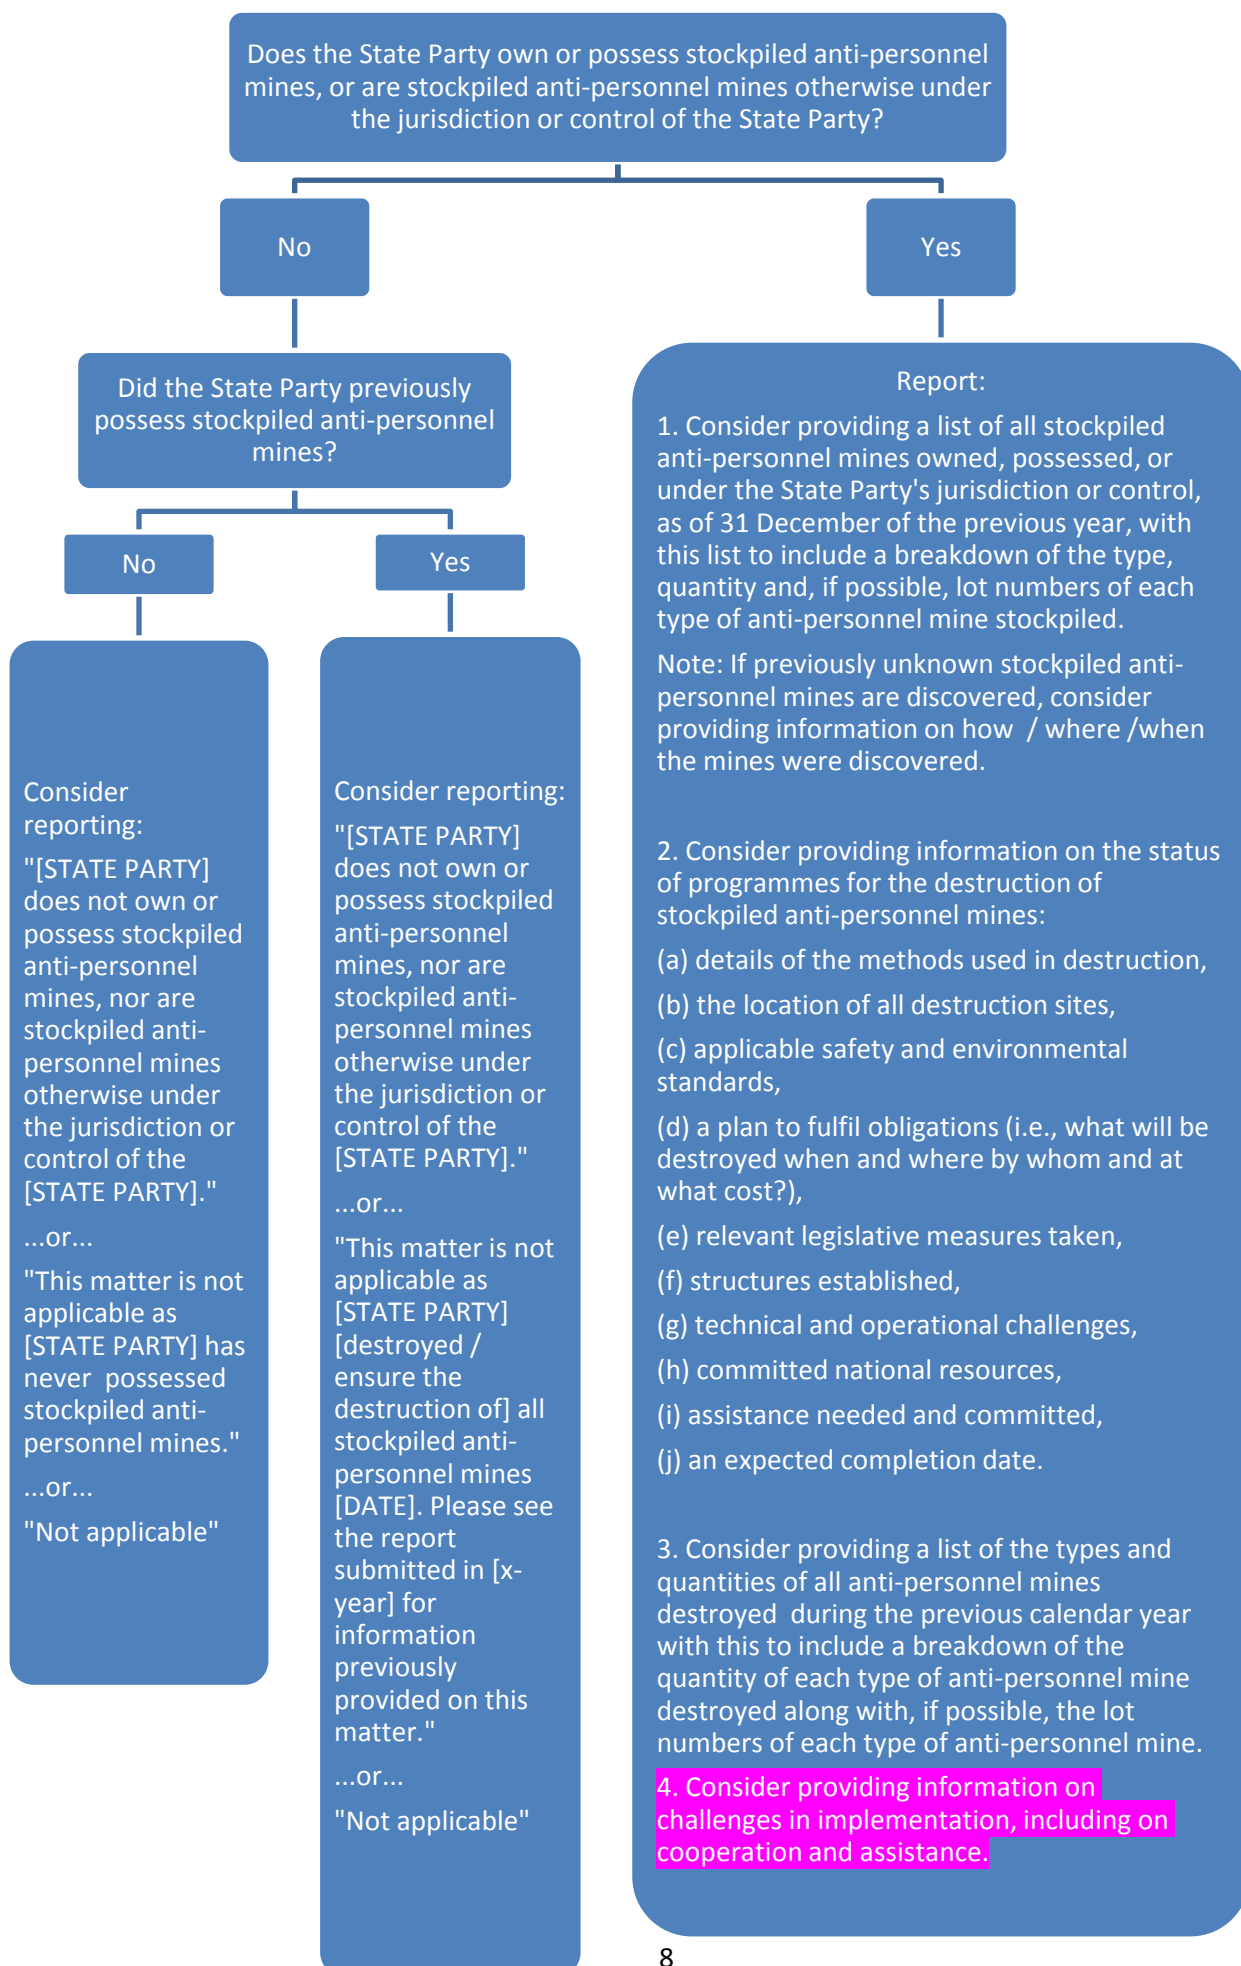 Does the State Party own or possess stockpiled anti-personnel
mines, or are stockpiled anti-personnel mines otherwise under
the jurisdiction or control of the State Party?
No
Yes
Did the State Party previously
possess stockpiled anti-personnel
mines?
No
Yes
Consider
reporting:
"[STATE PARTY]
does not own or
possess stockpiled
anti-personnel
mines, nor are
stockpiled anti-
personnel mines
otherwise under
the jurisdiction or
control of the
[STATE PARTY]."
...or...
"This matter is not
applicable as
[STATE PARTY] has
never  possessed
stockpiled anti-
personnel mines."
...or...
"Not applicable"
Consider reporting:
"[STATE PARTY]
does not own or
possess stockpiled
anti-personnel
mines, nor are
stockpiled anti-
personnel mines
otherwise under
the jurisdiction or
control of the
[STATE PARTY]."
...or...
"This matter is not
applicable as
[STATE PARTY]
[destroyed /
ensure the
destruction of] all
stockpiled anti-
personnel mines
[DATE]. Please see
the report
submitted in [x-
year] for
information
previously
provided on this
matter."
...or...
"Not applicable"
Report:
1. Consider providing a list of all stockpiled
anti-personnel mines owned, possessed, or
under the State Party's jurisdiction or control,
as of 31 December of the previous year, with
this list to include a breakdown of the type,
quantity and, if possible, lot numbers of each
type of anti-personnel mine stockpiled.
Note: If previously unknown stockpiled anti-
personnel mines are discovered, consider
providing information on how  / where /when
the mines were discovered.
2. Consider providing information on the status
of programmes for the destruction of
stockpiled anti-personnel mines:
(a) details of the methods used in destruction,
(b) the location of all destruction sites,
(c) applicable safety and environmental
standards,
(d) a plan to fulfil obligations (i.e., what will be
destroyed when and where by whom and at
what cost?),
(e) relevant legislative measures taken,
(f) structures established,
(g) technical and operational challenges,
(h) committed national resources,
(i) assistance needed and committed,
(j) an expected completion date.
3. Consider providing a list of the types and
quantities of all anti-personnel mines
destroyed  during the previous calendar year
with this to include a breakdown of the
quantity of each type of anti-personnel mine
destroyed along with, if possible, the lot
numbers of each type of anti-personnel mine.
4. Consider providing information on
challenges in implementation, including on
cooperation and assistance.
8